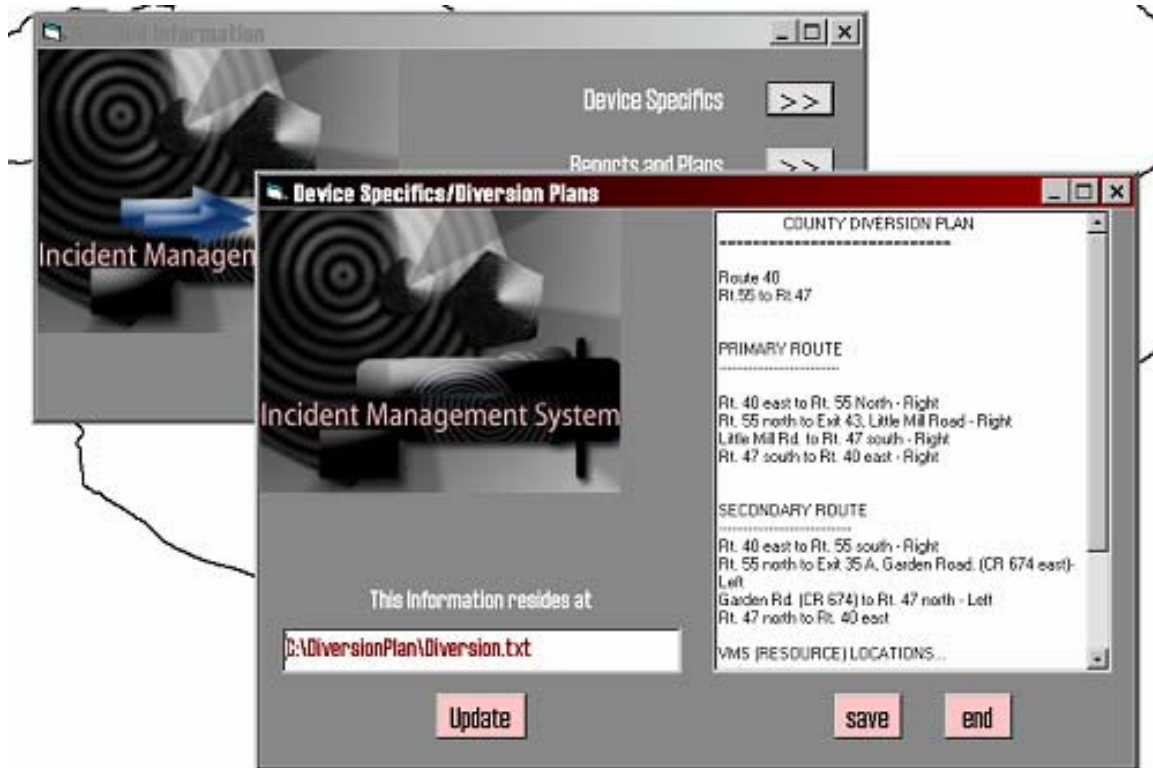 Information
Device Specifics
>>
Reports and Plans
>>
Incident Managem
Device Specifics/Diversion Plans
Incident Management System
This Information resides at
C:\DiversionPlan\Diversion.txt
Update
COUNTY DIVERSION PLAN
============================
Route 40
Rt.55 to Rt.47
PRIMARY ROUTE
-------------------------
Rt. 40 east to Rt. 55 North - Right
Rt. 55 north to Exit 43, Little Mill Road - Right
Little Mill Rd. to Rt. 47 south - Right
Rt. 47 south to Rt. 40 east - Right
SECONDARY ROUTE
---------------------------
Rt. 40 east to Rt. 55 south - Right
Rt. 55 north to Exit 35 A, Garden Road, (CR 674 east)-
Left
Garden Rd. (CR 674) to Rt. 47 north - Left
Rt. 47 north to Rt. 40 east
VMS (RESOURCE) LOCATIONS...
save
end